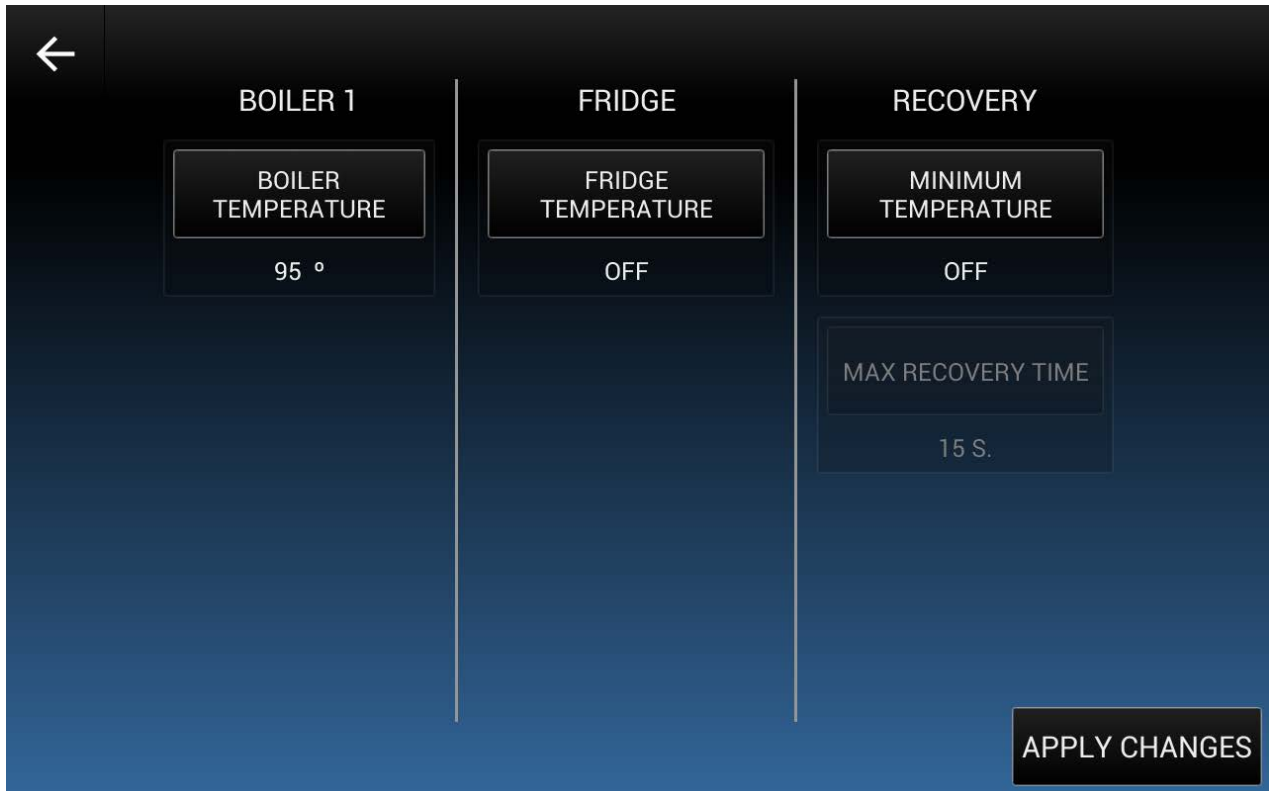 BOILER 1
BOILER
TEMPERATURE
95 º
FRIDGE
FRIDGE
TEMPERATURE
OFF
RECOVERY
MINIMUM
TEMPERATURE
OFF
MAX RECOVERY TIME
15 S.
APPLY CHANGES